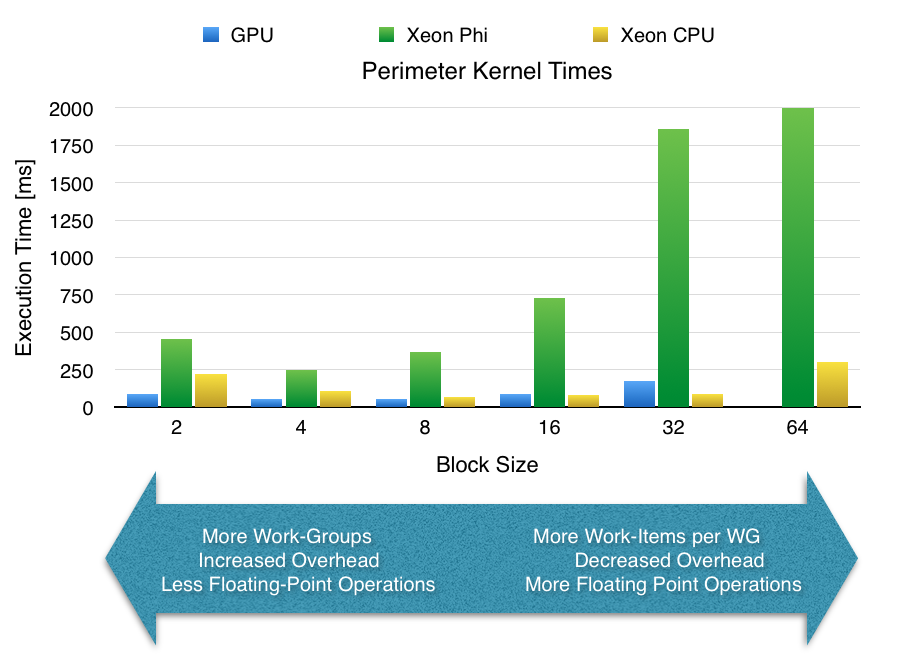 GPU Xeon Phi Xeon CPU
Perimeter Kernel Times
Execution Time [ms]
2000
1750
1500
1250
1000
750
500
250
0
2 4 8 16 32 64
Block Size
More Work-Groups
Increased Overhead
Less Floating-Point Operations
More Work-Items per WG
Decreased Overhead
More Floating Point Operations